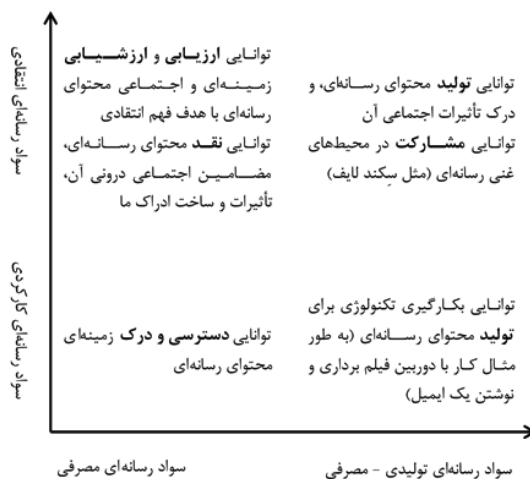 توانایی ارزیابی و ارزشیابی
زمینه‌ای و اجتماعی محتوای
رسانه‌ای با هدف فهم انتقادی
توانایی نقد محتوای رسانه‌ای،
مضامین اجتماعی درونی آن،
تأثیرات و ساخت ادراک ما
توانایی تولید محتوای رسانه‌ای، و
درک تأثیرات اجتماعی آن
توانایی مشارکت در محیط‌های
غنی رسانه‌ای (مثل سِکند لایف)
سواد رسانه‌ای انتقادی
توانایی بکارگیری تکنولوژی برای
تولید محتوای رسانه‌ای (به طور
مثال کار با دوربین فیلم برداری و
نوشتن یک ایمیل)
توانایی دسترسی و درک زمینه‌ای
محتوای رسانه‌ای
سواد رسانه‌ای کارکردی
سواد رسانه‌ای تولیدی - مصرفی
سواد رسانه‌ای مصرفی